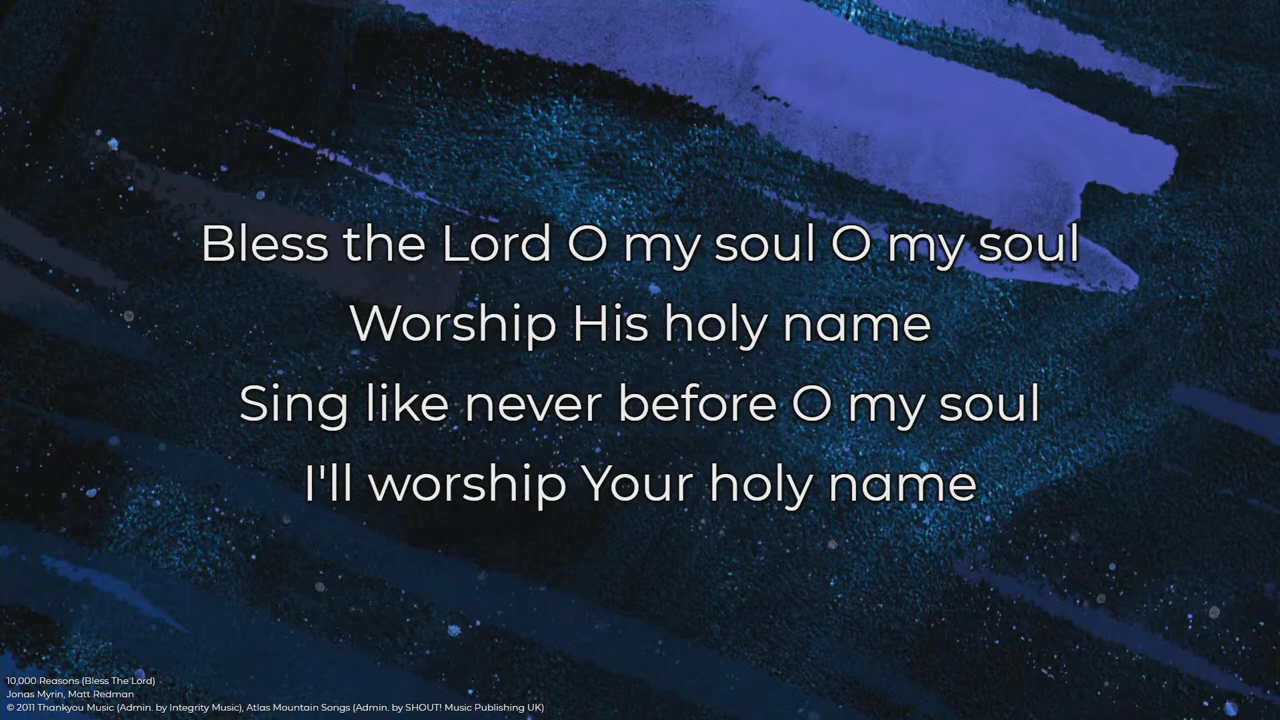 Bless the Lord O my soul O my soul
Worship His holy name
Sing like never before O my soul
I'll worship Your holy name
10,000 Reasons (Bless The Lord)
Jonas Myrin, Matt Redman
© 2011 Thankyou Music (Admin. by Integrity Music), Atlas Mountain Songs (Admin. by SHOUT! Music Publishing UK)